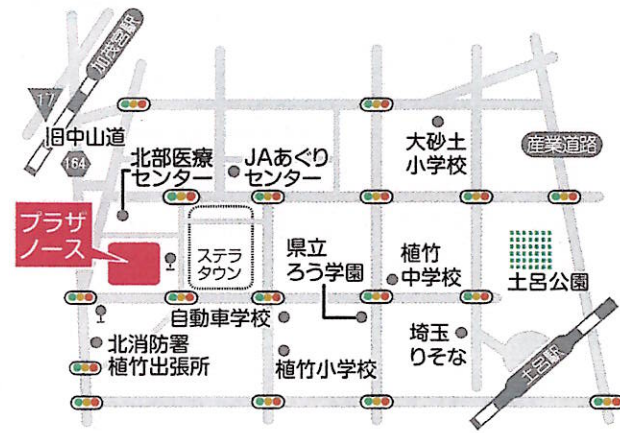 加茂宮駅
17
旧中山道
164
北部医療
センター
JAあぐり
センター
大砂土
小学校
産業道路
プラザ
ノース
ステラ
タウン
県立
ろう学園
植竹
中学校
土呂公園
自動車学校
北消防署
植竹出張所
植竹小学校
埼玉
りそな
土呂駅